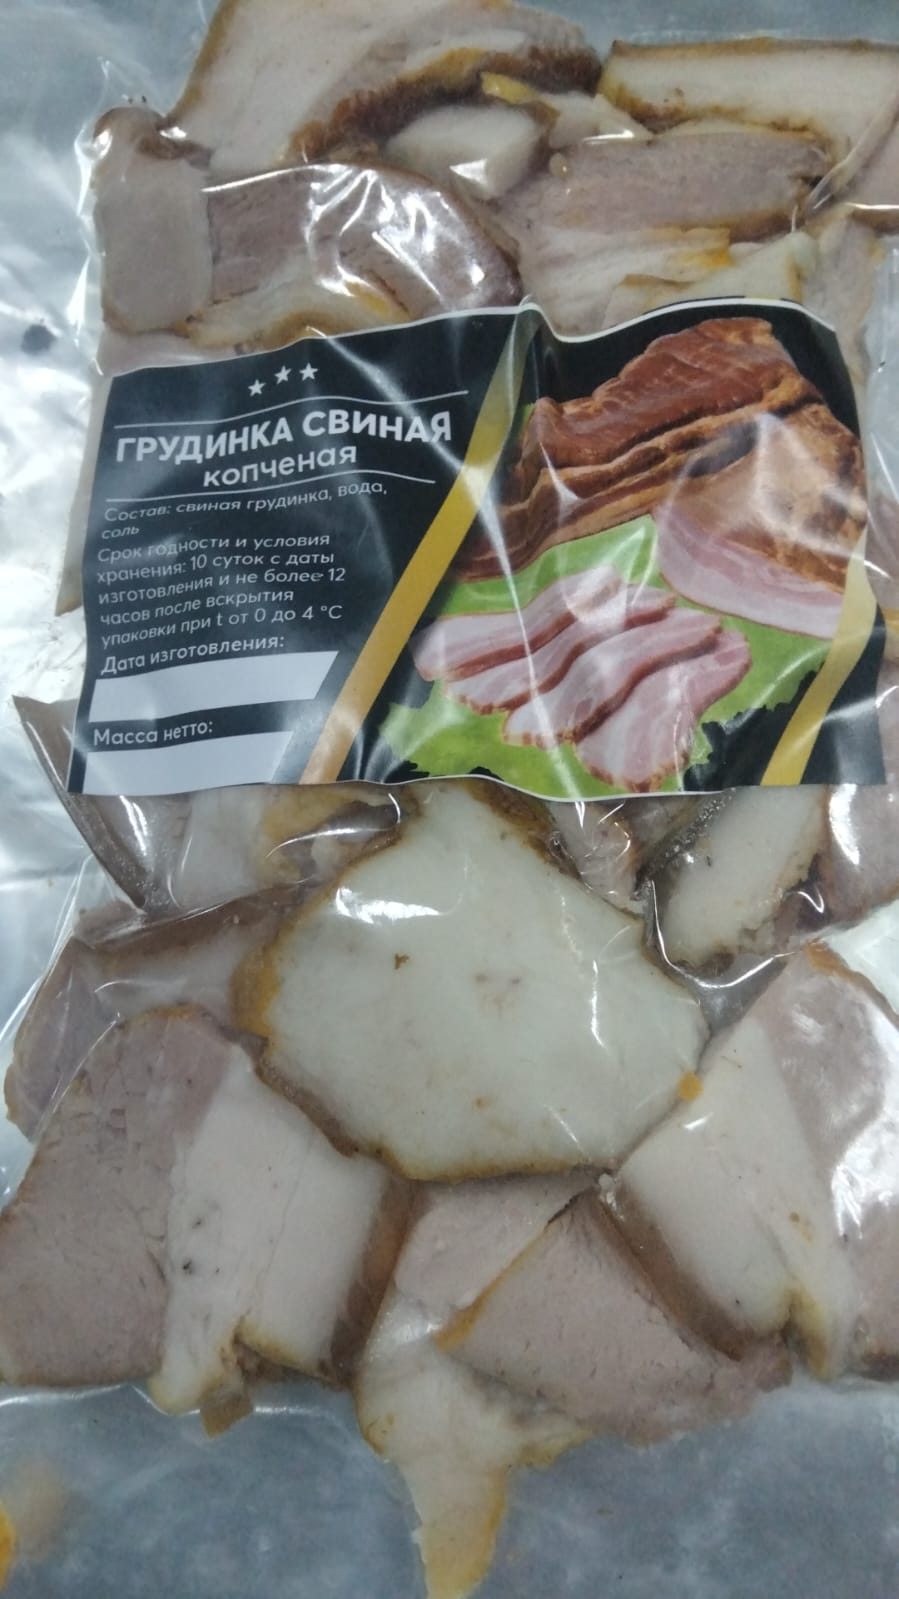 ГРУДИНКА СВИНАЯ
копченая
Состав: свиная грудинка, вода,
соль
Срок годности и условия
хранения: 10 суток с даты
изготовления и не более 12
часов после вскрытия
упаковки при t от 0 до 4 °C
Дата изготовления:
Масса нетто: